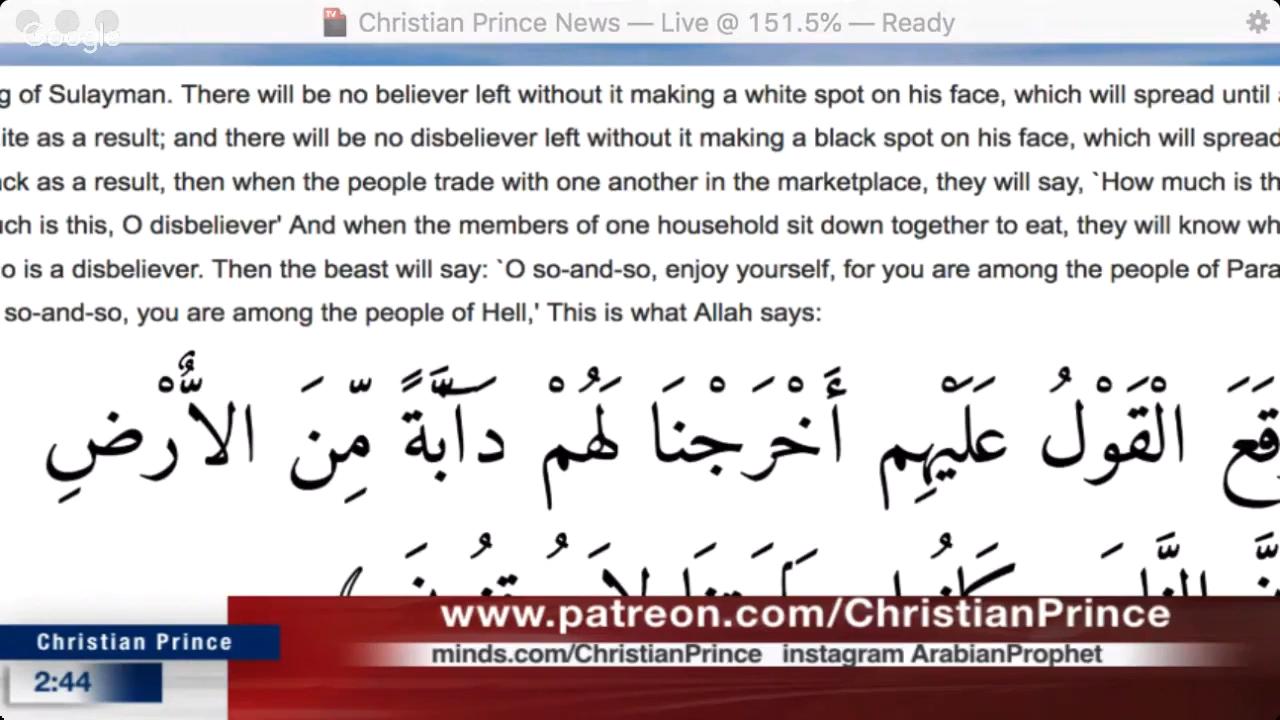 Christian Prince News — Live @ 151.5% — Ready
Google
g of Sulayman. There will be no believer left without it making a white spot on his face, which will spread until
ite as a result; and there will be no disbeliever left without it making a black spot on his face, which will spread
ck as a result, then when the people trade with one another in the marketplace, they will say, `How much is th
uch is this, O disbeliever' And when the members of one household sit down together to eat, they will know wh
o is a disbeliever. Then the beast will say: `O so-and-so, enjoy yourself, for you are among the people of Para
so-and-so, you are among the people of Hell,' This is what Allah says:
قَعَ الْقَوْلُ عَلَيْهِم أَخْرَجْنَا لَهُمْ دَآبَّةً مِّنَ الاٌّرْضِ
www.patreon.com/ChristianPrince
Christian Prince
minds.com/ChristianPrince instagram ArabianProphet
2:44